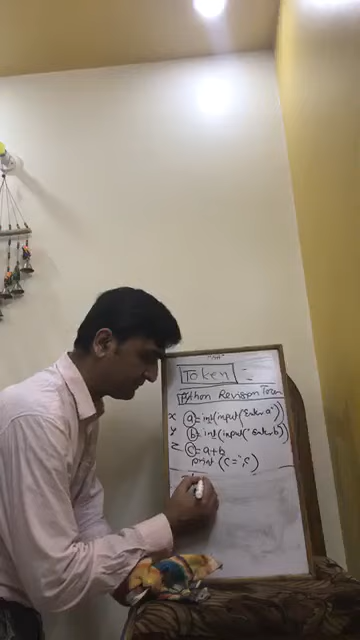 Token :-
Python Revision Tour
x a = int(input("Enter a"))
y b = int(input("Enter b"))
z c = a+b
print ("c=", c)